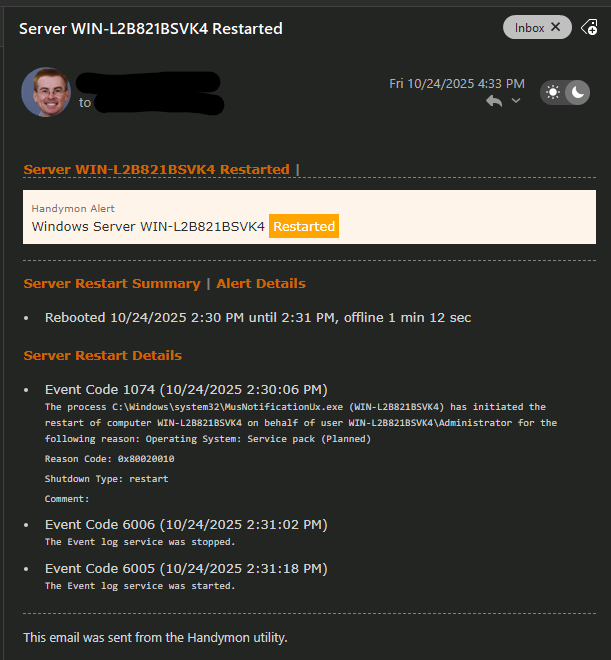 Server WIN-L2B821BSVK4 Restarted
Inbox
Fri 10/24/2025 4:33 PM
to
Server WIN-L2B821BSVK4 Restarted |
Handymon Alert
Windows Server WIN-L2B821BSVK4 Restarted
Server Restart Summary | Alert Details
• Rebooted 10/24/2025 2:30 PM until 2:31 PM, offline 1 min 12 sec
Server Restart Details
• Event Code 1074 (10/24/2025 2:30:06 PM)
The process C:\Windows\system32\MusNotificationUx.exe (WIN-L2B821BSVK4) has initiated the
restart of computer WIN-L2B821BSVK4 on behalf of user WIN-L2B821BSVK4\Administrator for the
following reason: Operating System: Service pack (Planned)
Reason Code: 0x80020010
Shutdown Type: restart
Comment:
• Event Code 6006 (10/24/2025 2:31:02 PM)
The Event log service was stopped.
• Event Code 6005 (10/24/2025 2:31:18 PM)
The Event log service was started.
This email was sent from the Handymon utility.